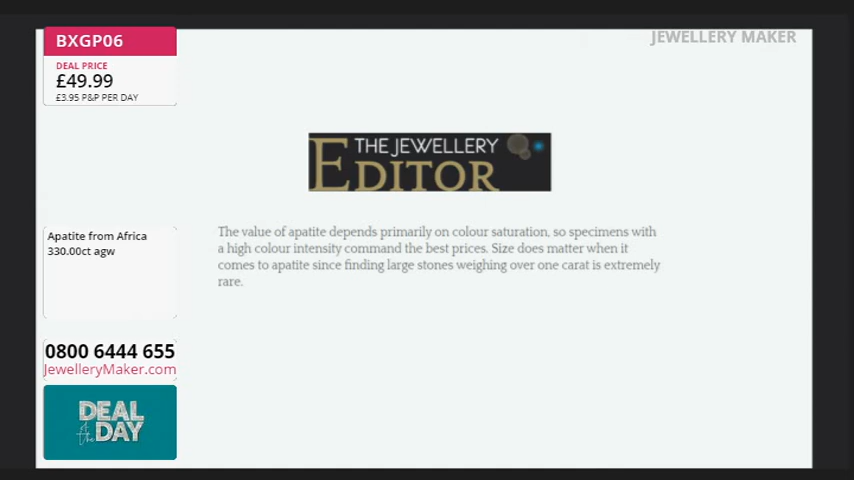 BXGP06
DEAL PRICE
£49.99
£3.95 P&P PER DAY
JEWELLERY MAKER
THE JEWELLERY
EDITOR
The value of apatite depends primarily on colour saturation, so specimens with
a high colour intensity command the best prices. Size does matter when it
comes to apatite since finding large stones weighing over one carat is extremely
rare.
Apatite from Africa
330.00ct agw
0800 6444 655
JewelleryMaker.com
DEAL
of the
DAY